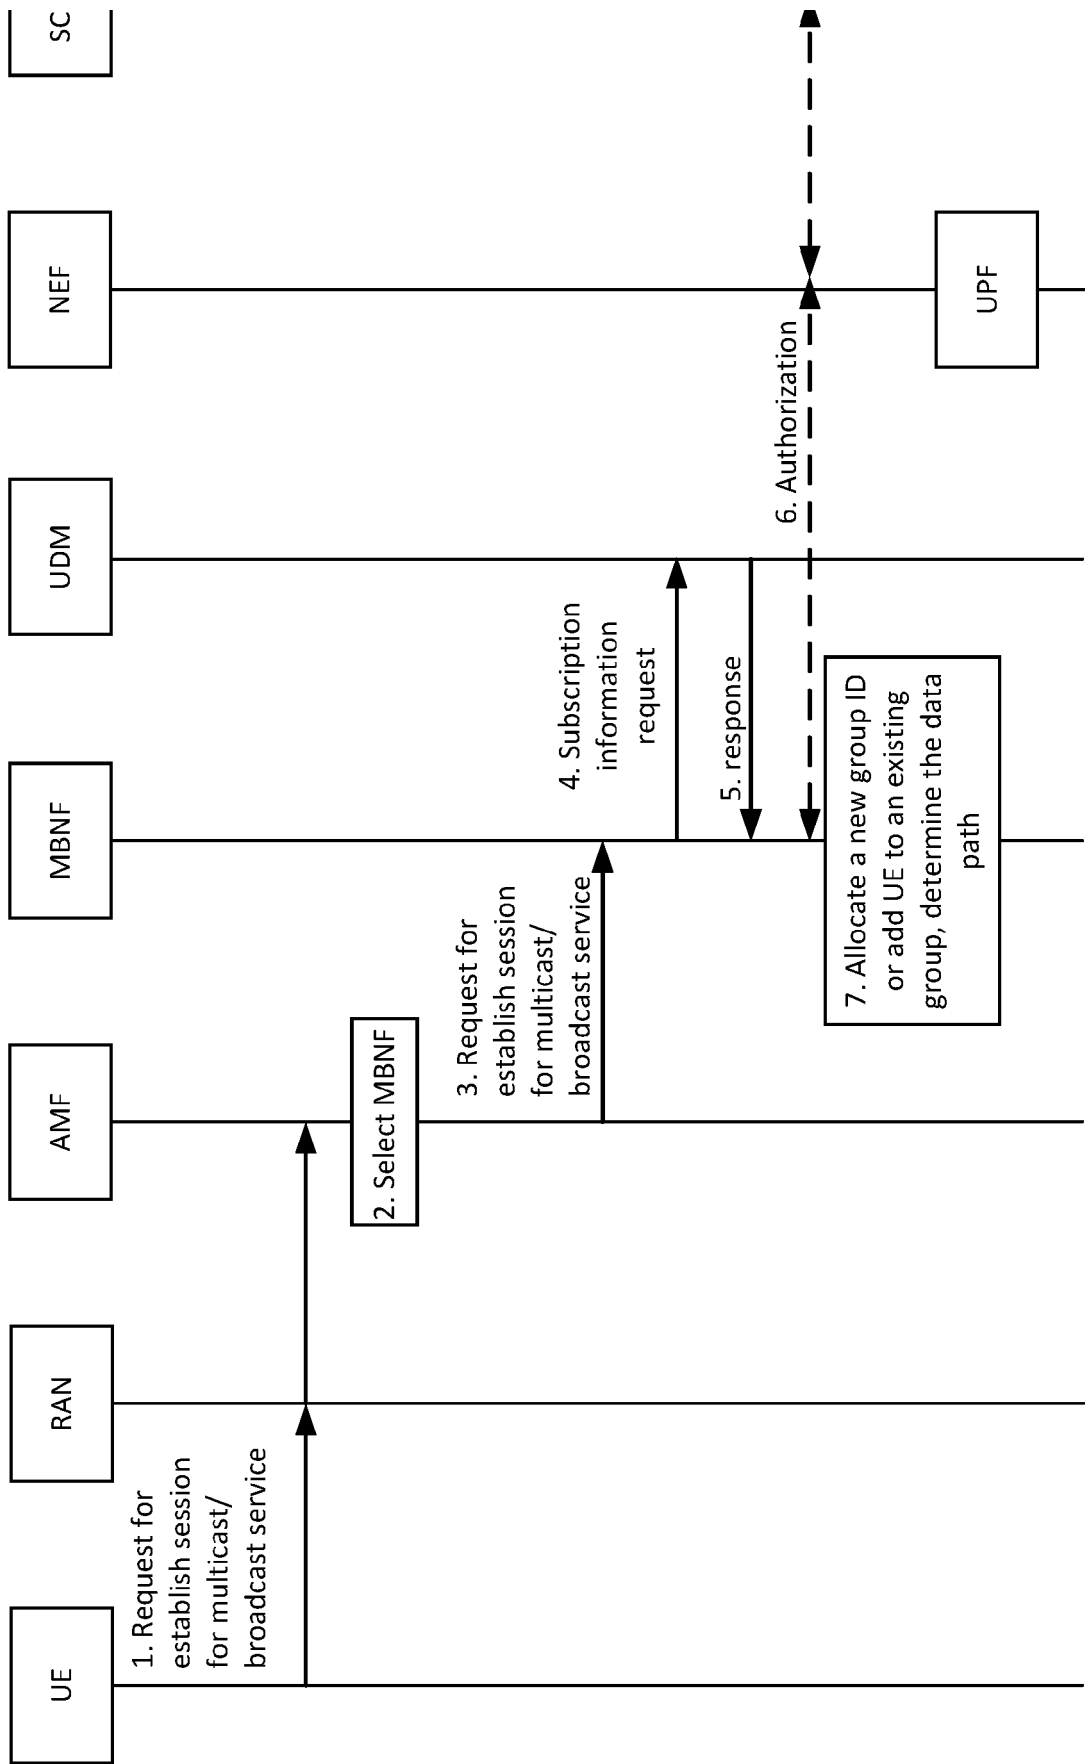 UE
RAN
AMF
MBNF
UDM
NEF
SC
1. Request for
establish session
for multicast/
broadcast service
2. Select MBNF
3. Request for
establish session
for multicast/
broadcast service
4. Subscription
information
request
5. response
6. Authorization
7. Allocate a new group ID
or add UE to an existing
group, determine the data
path
UPF